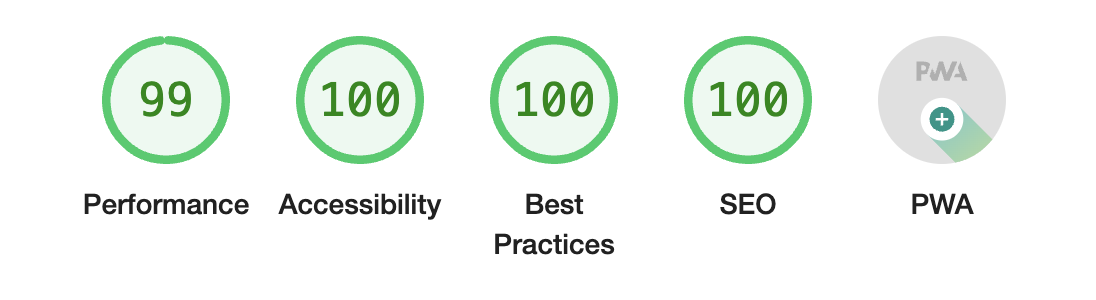 99
100
100
100
PWA
Performance
Accessibility
Best
Practices
SEO
PWA